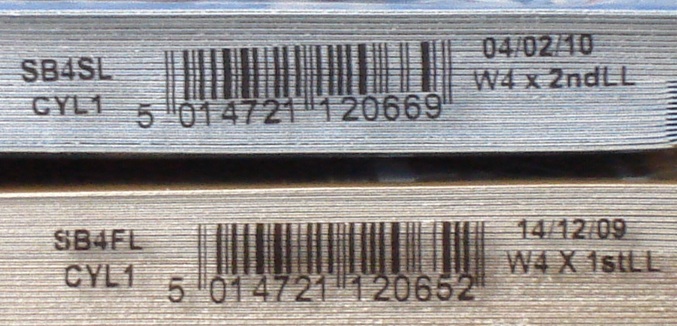 SB4SL
CYL1
5 014721 120669
04/02/10
W4 x 2ndLL
SB4FL
CYL1
5 014721 120652
14/12/09
W4 X 1stLL